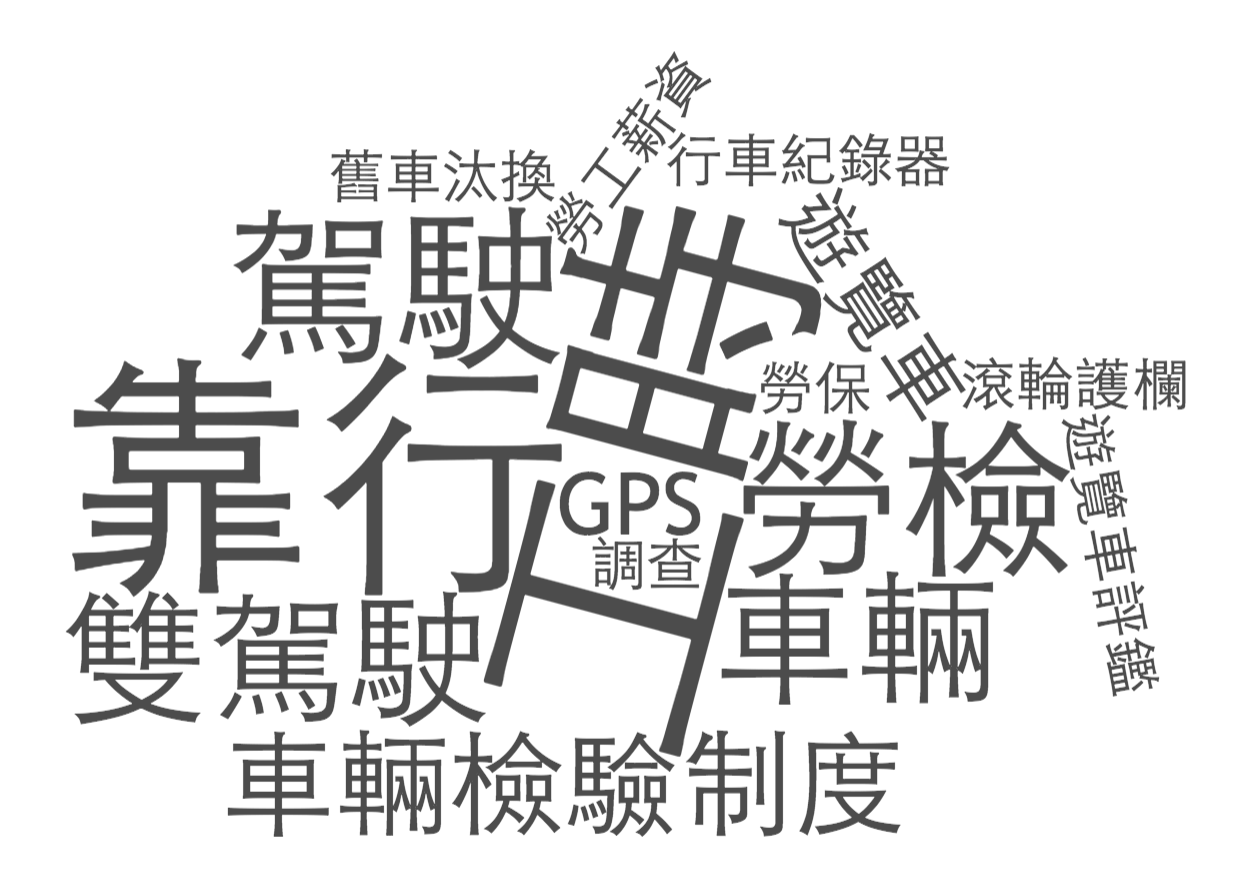 勞工薪資
舊車汰換
行車紀錄器
駕駛
工時
遊覽車
靠行
勞保
滾輪護欄
GPS
調查
勞檢
遊覽車評鑑
雙駕駛
車輛
車輛檢驗制度